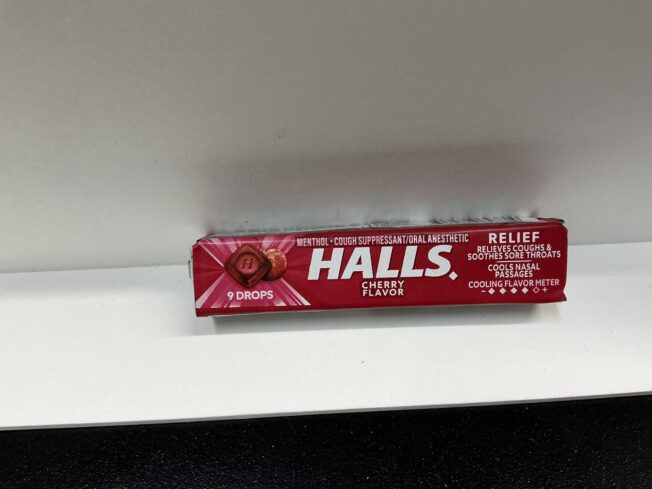 MENTHOL • COUGH SUPPRESSANT/ORAL ANESTHETIC
HALLS
CHERRY
FLAVOR
H
9 DROPS
RELIEF
RELIEVES COUGHS &
SOOTHES SORE THROATS
COOLS NASAL
PASSAGES
COOLING FLAVOR METER
- ◆ ◆ ◆ ◆ ◇ +